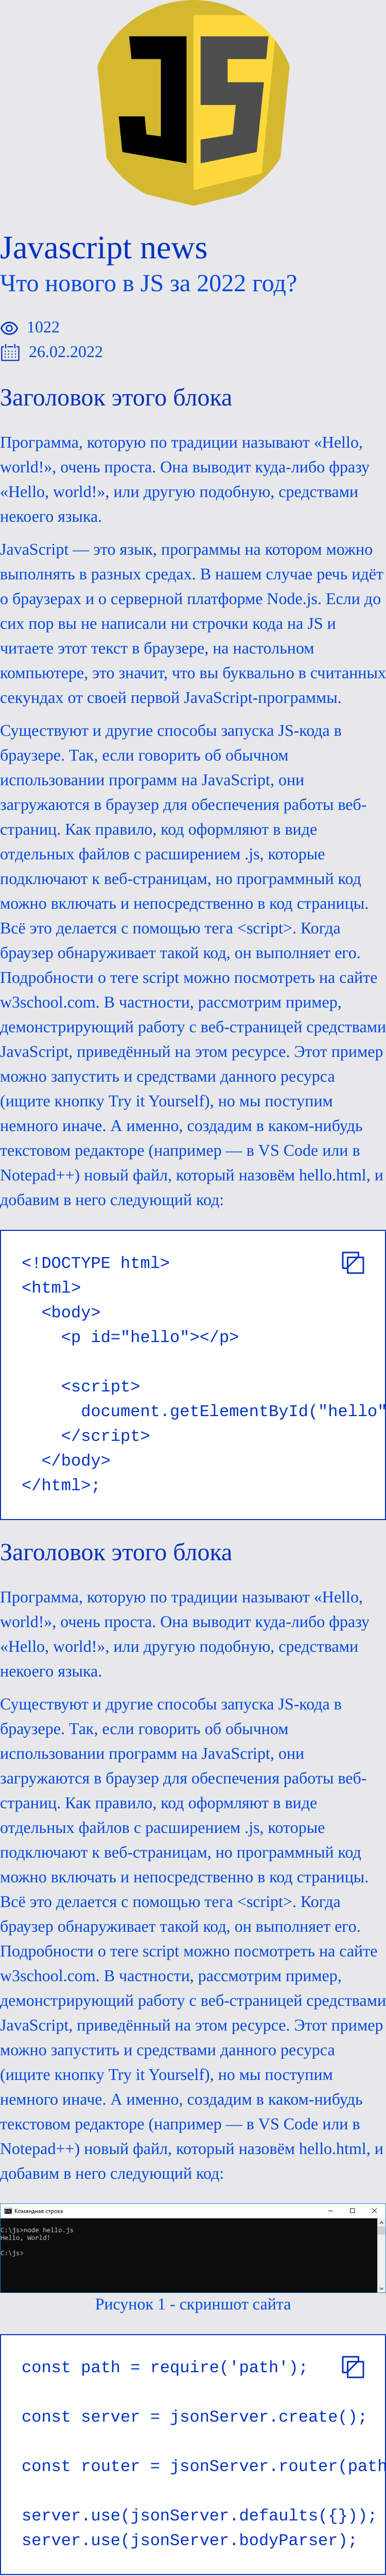 JS
Javascript news
Что нового в JS за 2022 год?
1022
26.02.2022
Заголовок этого блока
Программа, которую по традиции называют «Hello,
world!», очень проста. Она выводит куда-либо фразу
«Hello, world!», или другую подобную, средствами
некоего языка.
JavaScript — это язык, программы на котором можно
выполнять в разных средах. В нашем случае речь идёт
о браузерах и о серверной платформе Node.js. Если до
сих пор вы не написали ни строчки кода на JS и
читаете этот текст в браузере, на настольном
компьютере, это значит, что вы буквально в считанных
секундах от своей первой JavaScript-программы.
Существуют и другие способы запуска JS-кода в
браузере. Так, если говорить об обычном
использовании программ на JavaScript, они
загружаются в браузер для обеспечения работы веб-
страниц. Как правило, код оформляют в виде
отдельных файлов с расширением .js, которые
подключают к веб-страницам, но программный код
можно включать и непосредственно в код страницы.
Всё это делается с помощью тега <script>. Когда
браузер обнаруживает такой код, он выполняет его.
Подробности о теге script можно посмотреть на сайте
w3school.com. В частности, рассмотрим пример,
демонстрирующий работу с веб-страницей средствами
JavaScript, приведённый на этом ресурсе. Этот пример
можно запустить и средствами данного ресурса
(ищите кнопку Try it Yourself), но мы поступим
немного иначе. А именно, создадим в каком-нибудь
текстовом редакторе (например — в VS Code или в
Notepad++) новый файл, который назовём hello.html, и
добавим в него следующий код:
<!DOCTYPE html>
<html>
  <body>
    <p id="hello"></p>
    <script>
      document.getElementById("hello"
    </script>
  </body>
</html>;
Заголовок этого блока
Программа, которую по традиции называют «Hello,
world!», очень проста. Она выводит куда-либо фразу
«Hello, world!», или другую подобную, средствами
некоего языка.
Существуют и другие способы запуска JS-кода в
браузере. Так, если говорить об обычном
использовании программ на JavaScript, они
загружаются в браузер для обеспечения работы веб-
страниц. Как правило, код оформляют в виде
отдельных файлов с расширением .js, которые
подключают к веб-страницам, но программный код
можно включать и непосредственно в код страницы.
Всё это делается с помощью тега <script>. Когда
браузер обнаруживает такой код, он выполняет его.
Подробности о теге script можно посмотреть на сайте
w3school.com. В частности, рассмотрим пример,
демонстрирующий работу с веб-страницей средствами
JavaScript, приведённый на этом ресурсе. Этот пример
можно запустить и средствами данного ресурса
(ищите кнопку Try it Yourself), но мы поступим
немного иначе. А именно, создадим в каком-нибудь
текстовом редакторе (например — в VS Code или в
Notepad++) новый файл, который назовём hello.html, и
добавим в него следующий код:
Командная строка
C:\js>node hello.js
Hello, World!
C:\js>
Рисунок 1 - скриншот сайта
const path = require('path');
const server = jsonServer.create();
const router = jsonServer.router(path
server.use(jsonServer.defaults({}));
server.use(jsonServer.bodyParser);